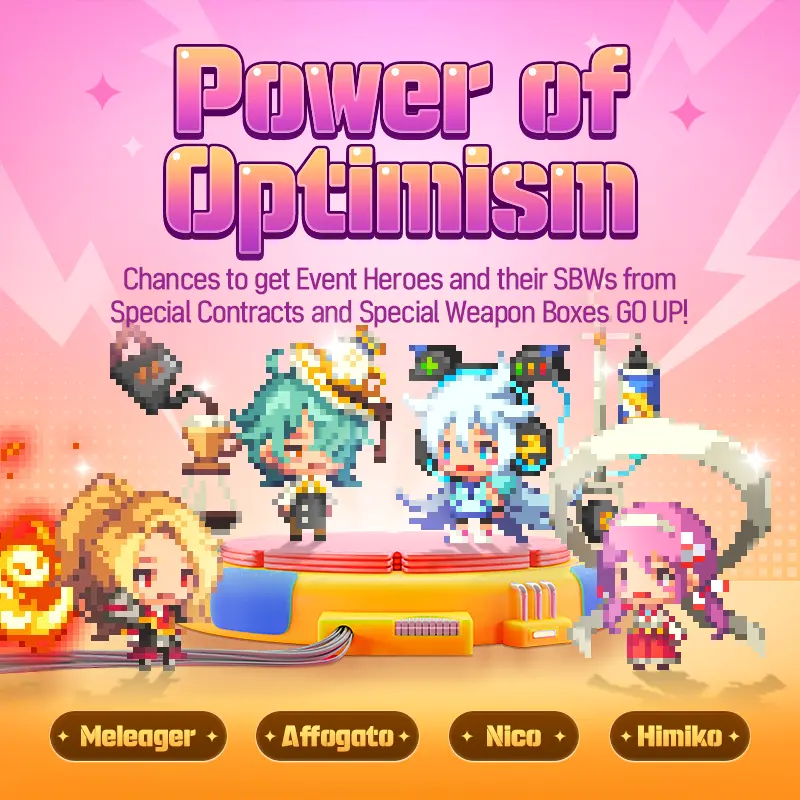 Power of
Optimism
Chances to get Event Heroes and their SBWs from
Special Contracts and Special Weapon Boxes GO UP!
Meleager
Affogato
Nico
Himiko